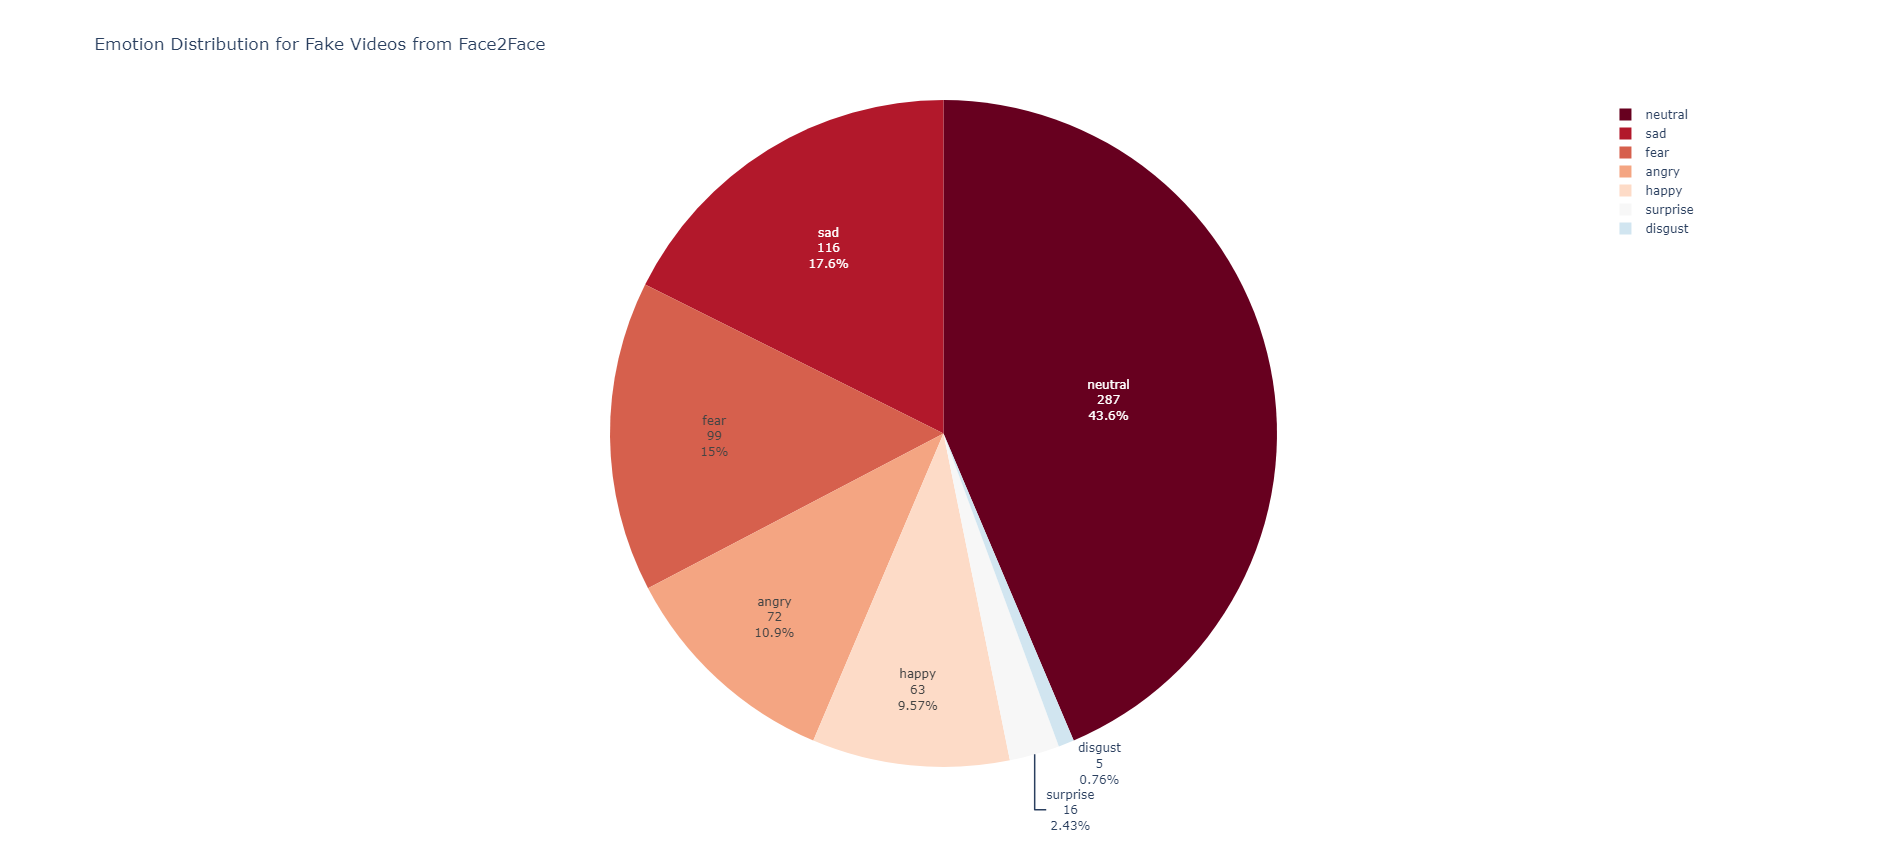 Emotion Distribution for Fake Videos from Face2Face
neutral
sad
fear
angry
happy
surprise
disgust
sad
116
17.6%
neutral
287
43.6%
fear
99
15%
angry
72
10.9%
happy
63
9.57%
disgust
5
0.76%
surprise
16
2.43%